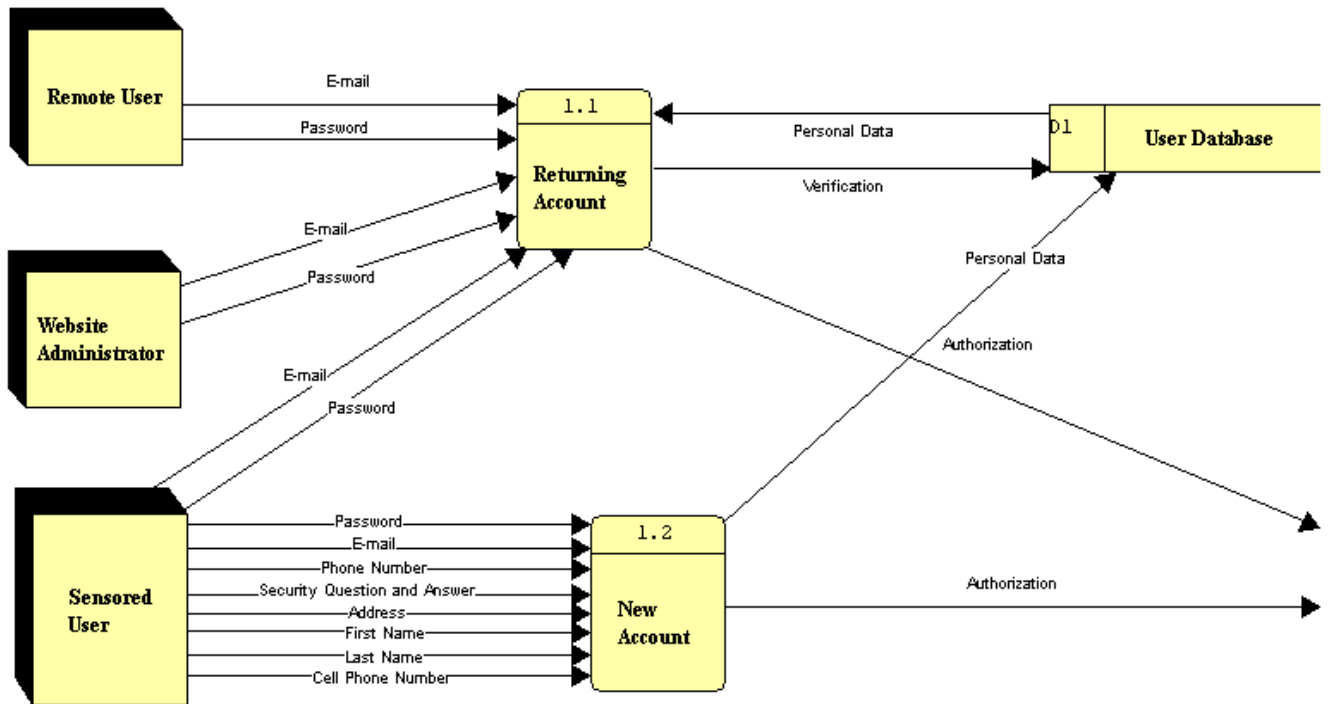 Remote User
E-mail
Password
1.1
Returning
Account
Personal Data
Verification
D1
User Database
E-mail
Password
Website
Administrator
Personal Data
Authorization
E-mail
Password
Sensored
User
Password
E-mail
Phone Number
Security Question and Answer
Address
First Name
Last Name
Cell Phone Number
1.2
New
Account
Authorization